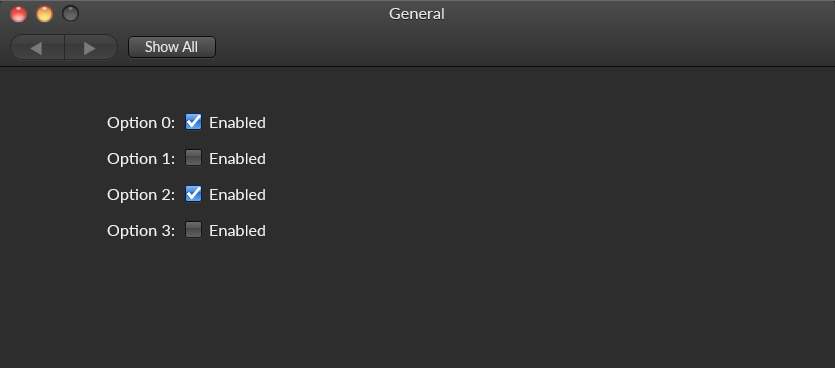 General
Show All
Option 0: Enabled
Option 1: Enabled
Option 2: Enabled
Option 3: Enabled